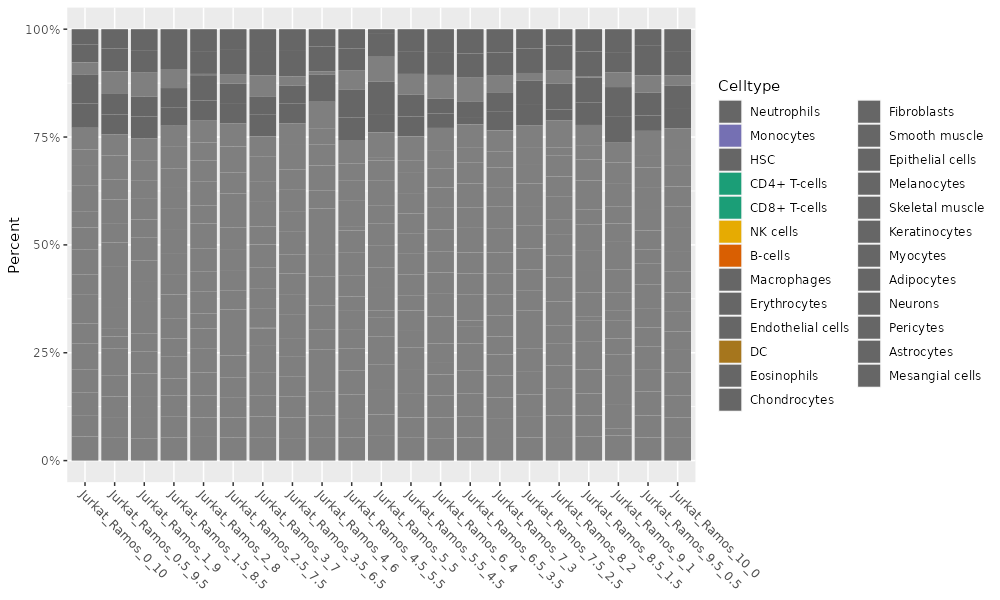 100%
75%
50%
25%
0%
Percent
Jurkat_Ramos_0_10
Jurkat_Ramos_0.5_9.5
Jurkat_Ramos_1_9
Jurkat_Ramos_1.5_8.5
Jurkat_Ramos_2_8
Jurkat_Ramos_2.5_7.5
Jurkat_Ramos_3_7
Jurkat_Ramos_3.5_6.5
Jurkat_Ramos_4_6
Jurkat_Ramos_4.5_5.5
Jurkat_Ramos_5_5
Jurkat_Ramos_5.5_4.5
Jurkat_Ramos_6_4
Jurkat_Ramos_6.5_3.5
Jurkat_Ramos_7_3
Jurkat_Ramos_7.5_2.5
Jurkat_Ramos_8_2
Jurkat_Ramos_8.5_1.5
Jurkat_Ramos_9_1
Jurkat_Ramos_9.5_0.5
Jurkat_Ramos_10_0
Celltype
Neutrophils
Monocytes
HSC
CD4+ T-cells
CD8+ T-cells
NK cells
B-cells
Macrophages
Erythrocytes
Endothelial cells
DC
Eosinophils
Chondrocytes
Fibroblasts
Smooth muscle
Epithelial cells
Melanocytes
Skeletal muscle
Keratinocytes
Myocytes
Adipocytes
Neurons
Pericytes
Astrocytes
Mesangial cells